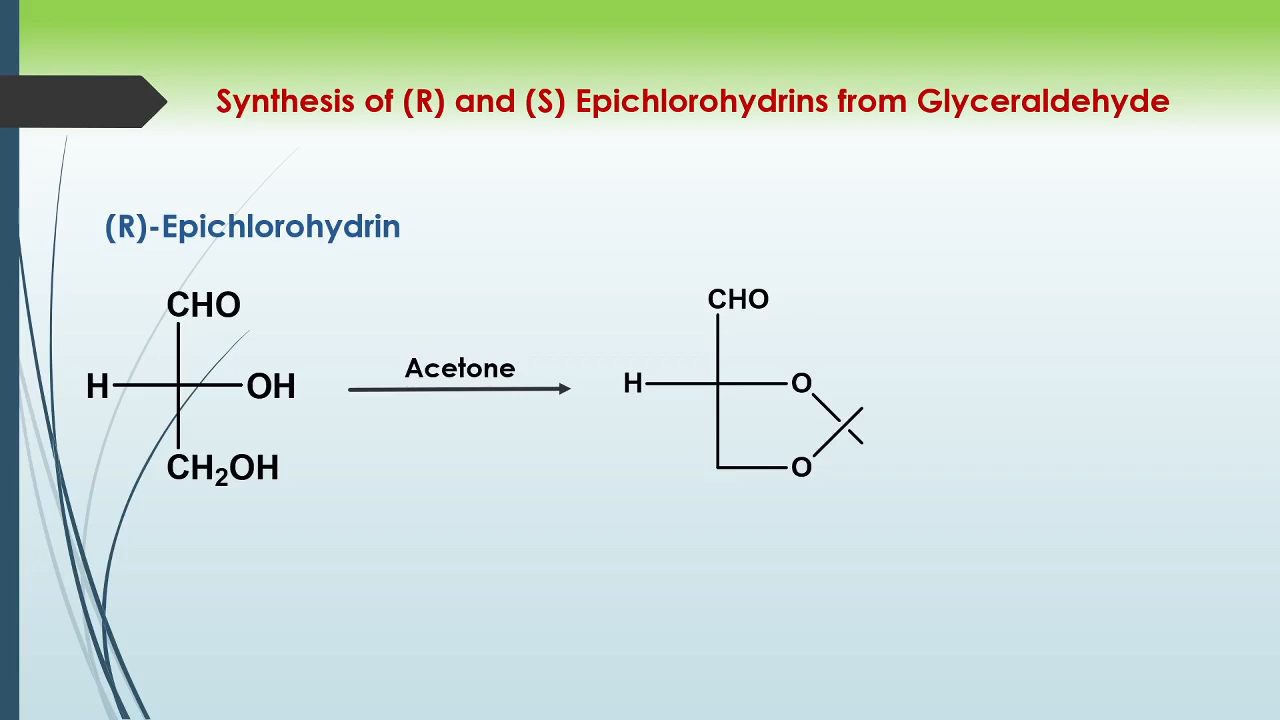 Synthesis of (R) and (S) Epichlorohydrins from Glyceraldehyde
(R)-Epichlorohydrin
CHO
H OH
CH₂OH
Acetone
CHO
H O
O